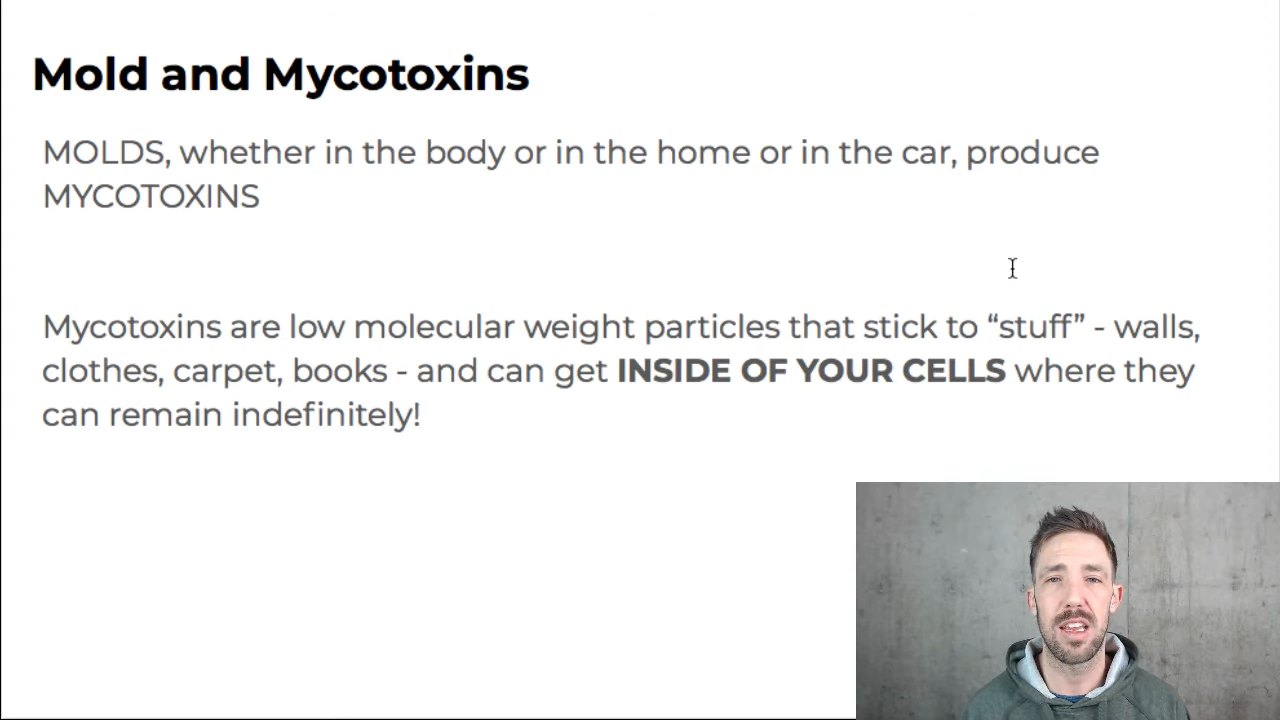 Mold and Mycotoxins
MOLDS, whether in the body or in the home or in the car, produce
MYCOTOXINS
Mycotoxins are low molecular weight particles that stick to “stuff” - walls,
clothes, carpet, books - and can get INSIDE OF YOUR CELLS where they
can remain indefinitely!